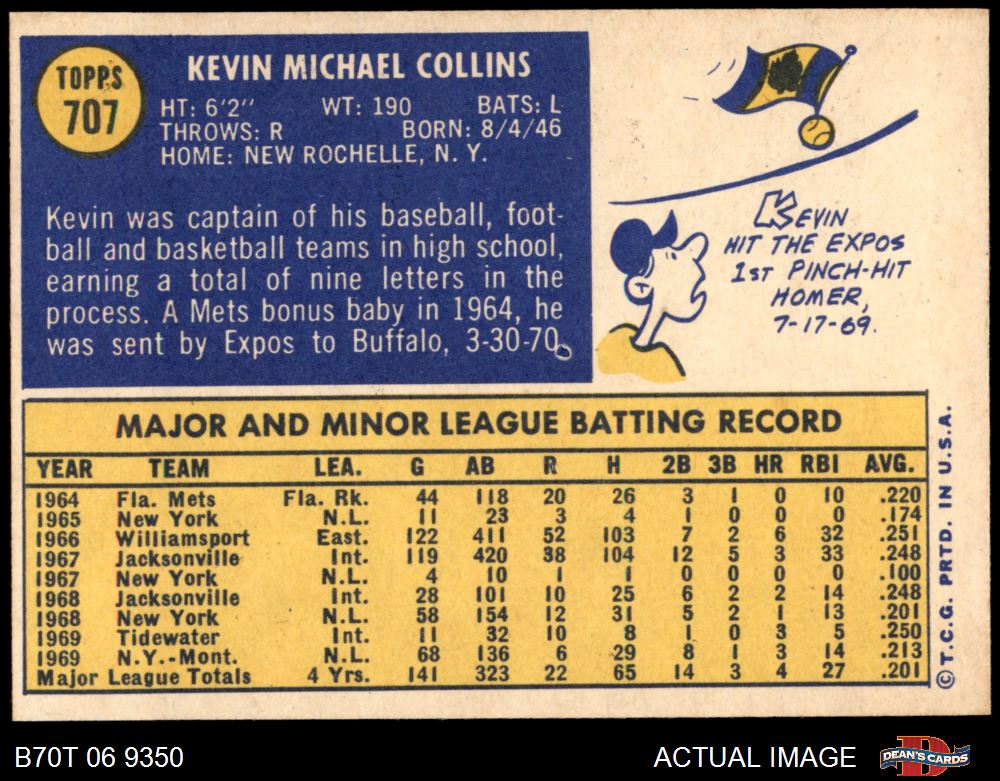 TOPPS
707
KEVIN MICHAEL COLLINS
HT: 6'2" WT: 190 BATS: L
THROWS: R BORN: 8/4/46
HOME: NEW ROCHELLE, N. Y.
Kevin was captain of his baseball, foot-
ball and basketball teams in high school,
earning a total of nine letters in the
process. A Mets bonus baby in 1964, he
was sent by Expos to Buffalo, 3-30-70.
KEVIN
HIT THE EXPOS
1ST PINCH-HIT
HOMER,
7-17-69.
MAJOR AND MINOR LEAGUE BATTING RECORD
YEAR TEAM LEA. G AB R H 2B 3B HR RBI AVG.
1964 Fla. Mets Fla. Rk. 44 118 20 26 3 1 0 10 .220
1965 New York N.L. 11 23 3 4 1 0 0 0 .174
1966 Williamsport East. 122 411 52 103 7 2 6 32 .251
1967 Jacksonville Int. 119 420 38 104 12 5 3 33 .248
1967 New York N.L. 4 10 1 1 0 0 0 0 .100
1968 Jacksonville Int. 28 101 10 25 6 2 2 14 .248
1968 New York N.L. 58 154 12 31 5 2 1 13 .201
1969 Tidewater Int. 11 32 10 8 1 0 3 5 .250
1969 N.Y.-Mont. N.L. 68 136 6 29 8 1 3 14 .213
Major League Totals 4 Yrs. 141 323 22 65 14 3 4 27 .201
©T.C.G. PRTD. IN U.S.A.
B70T 06 9350 ACTUAL IMAGE DEAN'S CARDS